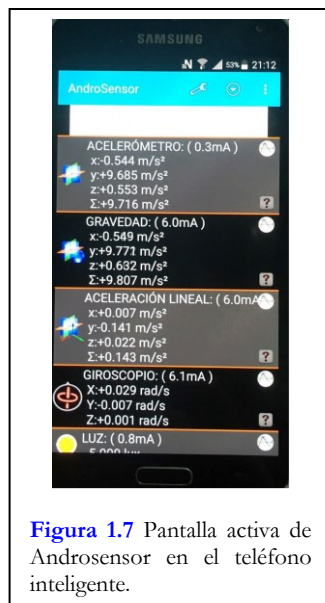 SAMSUNG
N 53% 21:12
AndroSensor
ACELERÓMETRO: ( 0.3mA )
x:-0.544 m/s²
y:+9.685 m/s²
z:+0.553 m/s²
Σ:+9.716 m/s²
?
GRAVEDAD: ( 6.0mA )
x:-0.549 m/s²
y:+9.771 m/s²
z:+0.632 m/s²
Σ:+9.807 m/s²
?
ACELERACIÓN LINEAL: ( 6.0mA
x:+0.007 m/s²
y:-0.141 m/s²
z:+0.022 m/s²
Σ:+0.143 m/s²
?
GIROSCOPIO: ( 6.1mA )
X:+0.029 rad/s
Y:-0.007 rad/s
Z:+0.001 rad/s
?
LUZ: ( 0.8mA )
Figura 1.7 Pantalla activa de
Androsensor en el teléfono
inteligente.